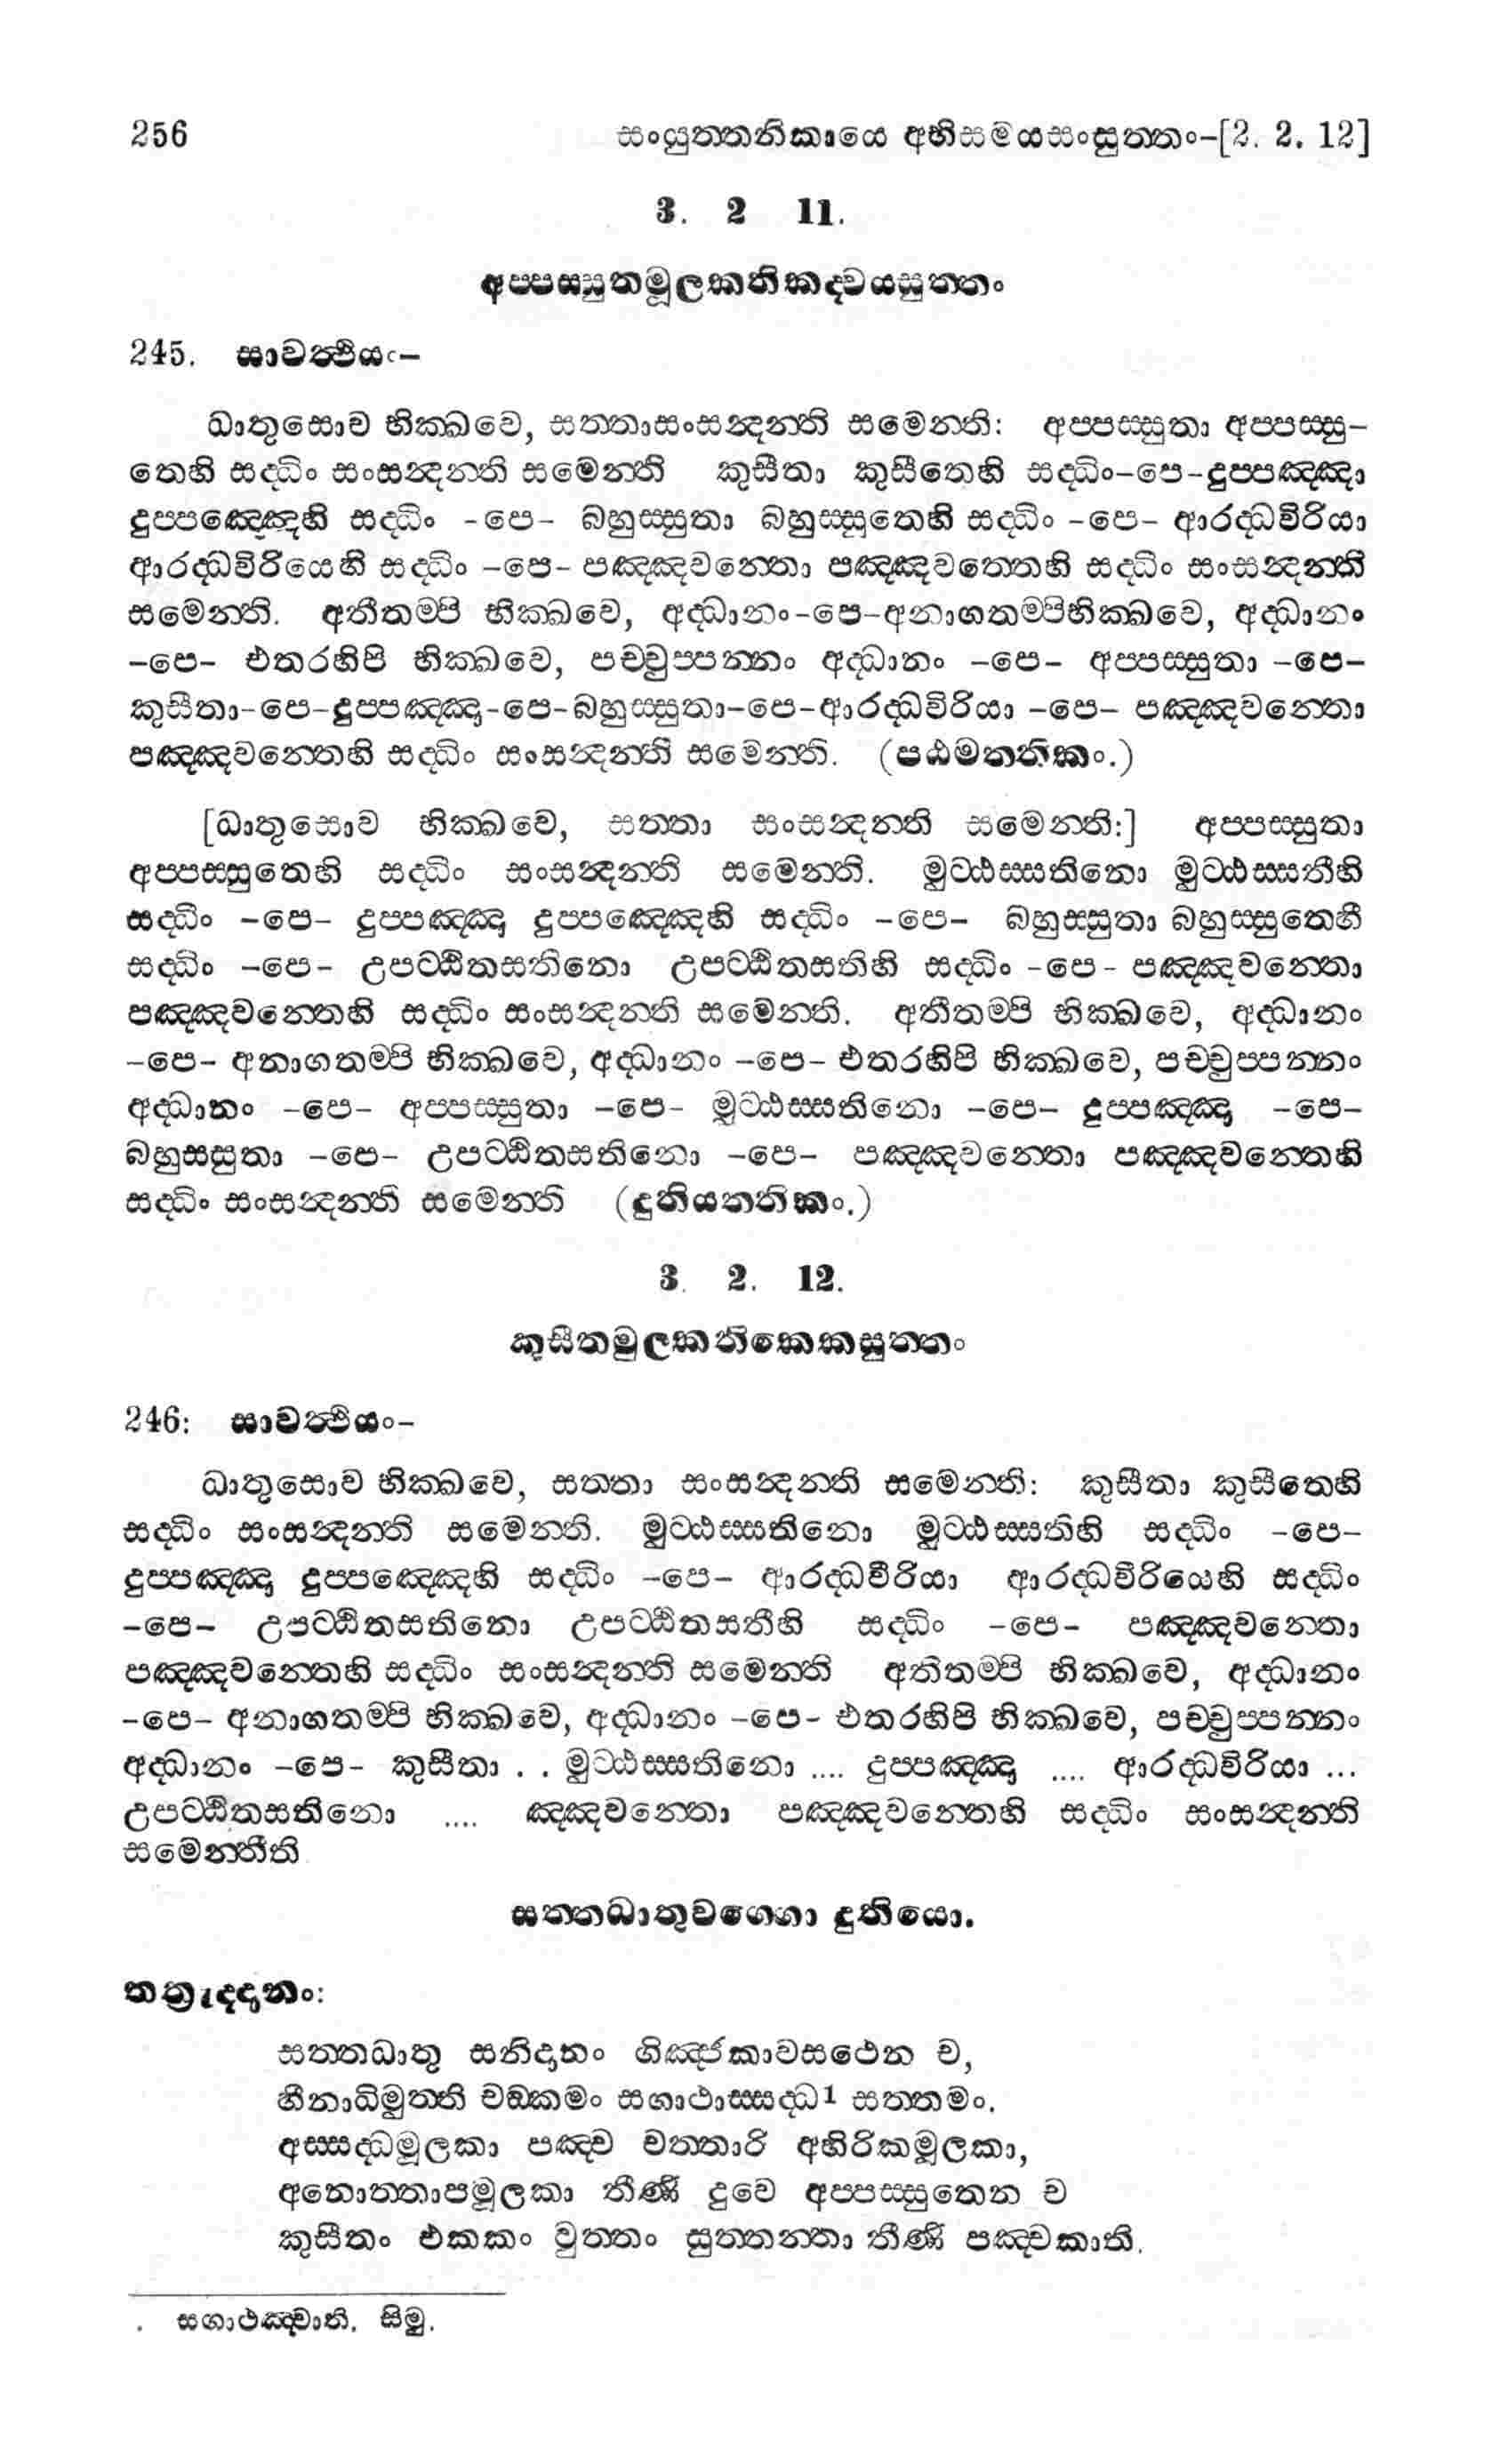 256 සංයුත්තනිකායෙ අභිසමයසංසුත්තං-[2. 2. 12]
3. 2 11.
අප්පස්සුතමූලකතිකද්වයසුත්තං
245. සාවත්ථියං-
ධාතුසොව භික්ඛවෙ, සත්තාසංසන්දන්ති සමෙන්ති: අප්පස්සුතා අප්පස්සු-
තෙහි සද්ධිං සංසන්දන්ති සමෙන්ති කුසීතා කුසීතෙහි සද්ධිං-පෙ-දුප්පඤ්ඤා
දුප්පඤ්ඤෙහි සද්ධිං -පෙ- බහුස්සුතා බහුස්සුතෙහි සද්ධිං -පෙ- ආරද්ධවීරියා
ආරද්ධවිරියෙහි සද්ධිං -පෙ- පඤ්ඤවන්තො පඤ්ඤවන්තෙහි සද්ධිං සංසන්දන්ති
සමෙන්ති. අතීතම්පි භික්ඛවෙ, අද්ධානං-පෙ-අනාගතම්පිභික්ඛවෙ, අද්ධානං
-පෙ- එතරහිපි භික්ඛවෙ, පච්චුප්පන්නං අද්ධානං -පෙ- අප්පස්සුතා -පෙ-
කුසීතා-පෙ-දුප්පඤ්ඤා-පෙ-බහුස්සුතා-පෙ-ආරද්ධවිරියා -පෙ- පඤ්ඤවන්තො
පඤ්ඤවන්තෙහි සද්ධිං සංසන්දන්ති සමෙන්ති. (පඨමත්තිකං.)
[ධාතුසොව භික්ඛවෙ, සත්තා සංසන්දන්ති සමෙන්ති:] අප්පස්සුතා
අප්පස්සුතෙහි සද්ධිං සංසන්දන්ති සමෙන්ති. මුට්ඨස්සතිනො මුට්ඨස්සතීහි
සද්ධිං -පෙ- දුප්පඤ්ඤා දුප්පඤ්ඤෙහි සද්ධිං -පෙ- බහුස්සුතා බහුස්සුතෙහි
සද්ධිං -පෙ- උපට්ඨිතසතිනො උපට්ඨිතසතිහි සද්ධිං -පෙ- පඤ්ඤවන්තො
පඤ්ඤවන්තෙහි සද්ධිං සංසන්දන්ති සමෙන්ති. අතීතම්පි භික්ඛවෙ, අද්ධානං
-පෙ- අනාගතම්පි භික්ඛවෙ, අද්ධානං -පෙ- එතරහිපි භික්ඛවෙ, පච්චුප්පන්නං
අද්ධානං -පෙ- අප්පස්සුතා -පෙ- මුට්ඨස්සතිනො -පෙ- දුප්පඤ්ඤා -පෙ-
බහුස්සුතා -පෙ- උපට්ඨිතසතිනො -පෙ- පඤ්ඤවන්තො පඤ්ඤවන්තෙහි
සද්ධිං සංසන්දන්ති සමෙන්ති (දුතියතතිකං.)
3. 2. 12.
කුසීතමුලකතිකෙකසුත්තං
246: සාවත්ථියං-
ධාතුසොව භික්ඛවෙ, සත්තා සංසන්දන්ති සමෙන්ති: කුසීතා කුසීතෙහි
සද්ධිං සංසන්දන්ති සමෙන්ති. මුට්ඨස්සතිනො මුට්ඨස්සතිහි සද්ධිං -පෙ-
දුප්පඤ්ඤා දුප්පඤ්ඤෙහි සද්ධිං -පෙ- ආරද්ධවීරියා ආරද්ධවීරියෙහි සද්ධිං
-පෙ- උපට්ඨිතසතිනො උපට්ඨිතසතීහි සද්ධිං -පෙ- පඤ්ඤවන්තො
පඤ්ඤවන්තෙහි සද්ධිං සංසන්දන්ති සමෙන්ති අතිතම්පි භික්ඛවෙ, අද්ධානං
-පෙ- අනාගතම්පි භික්ඛවෙ, අද්ධානං -පෙ- එතරහිපි භික්ඛවෙ, පච්චුප්පන්නං
අද්ධානං -පෙ- කුසීතා . . මුට්ඨස්සතිනො .... දුප්පඤ්ඤා .... ආරද්ධවිරියා ...
උපට්ඨිතසතිනො .... ඤ්ඤවන්තො පඤ්ඤවන්තෙහි සද්ධිං සංසන්දන්ති
සමෙන්තීති
සත්තධාතුවග්ගො දුතියො.
තත්‍රුද්දානං:
සත්තධාතු සනිදානං ගිඤ්ජකාවසථෙන ච,
හීනාධිමුත්ති චඞ්කමං සගාථාස්සද්ධ¹ සත්තමං.
අස්සද්ධමූලකා පඤ්ච චත්තාරි අහිරිකමූලකා,
අනොත්තාපමූලකා තීණි දුවෙ අප්පස්සුතෙන ච
කුසීතං එකකං වුත්තං සුත්තන්තා තීණි පඤ්චකාති.
. සගාථඤ්චාති. සිමු.